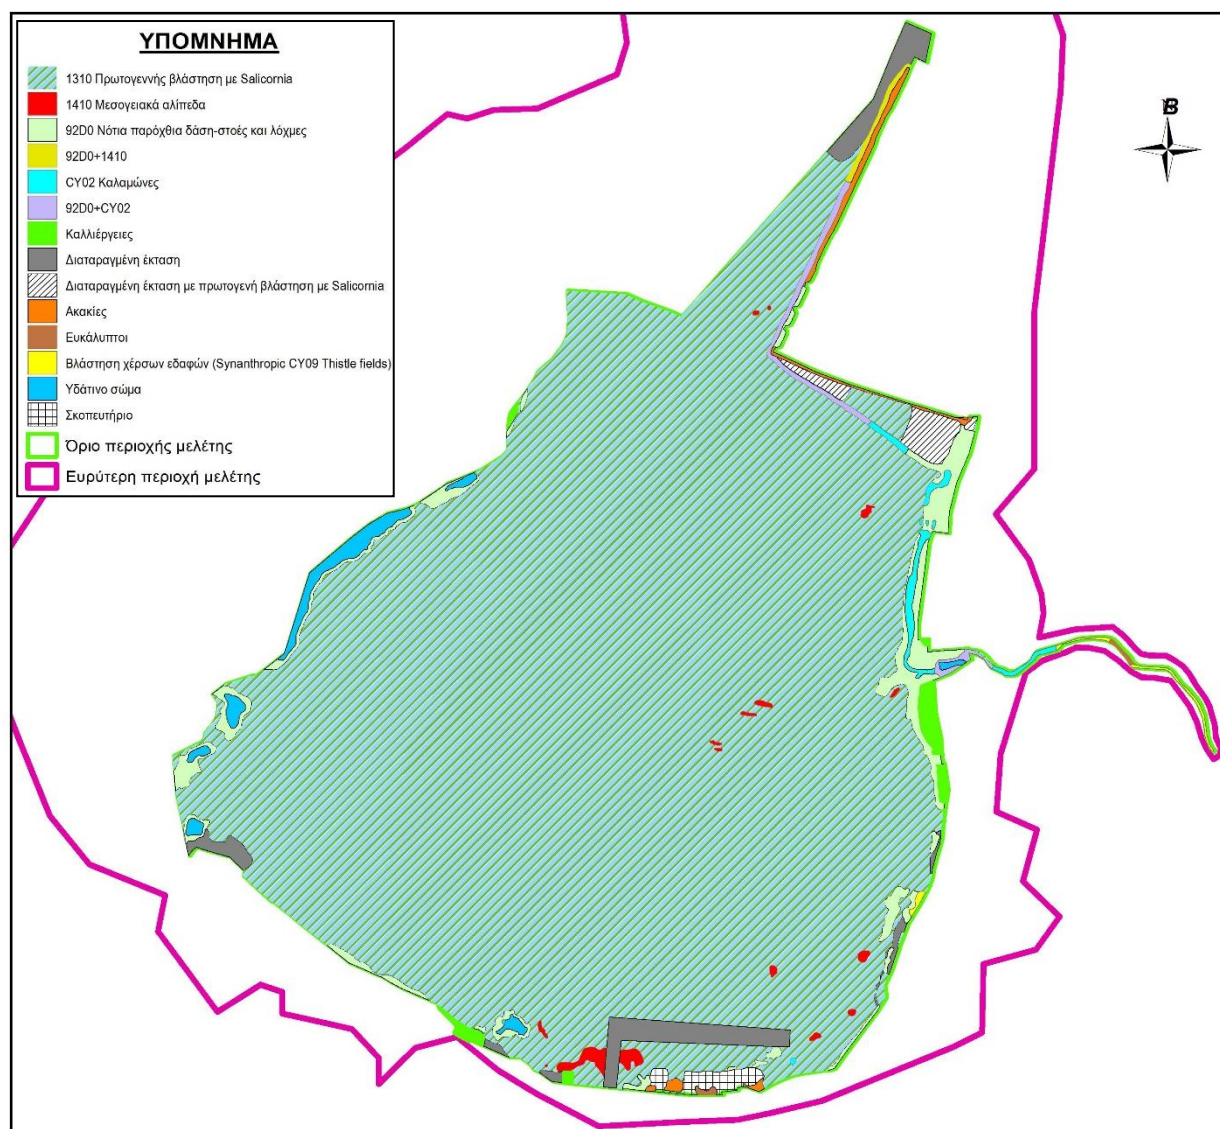 ΥΠΟΜΝΗΜΑ
1310 Πρωτογεννής βλάστηση με Salicornia
1410 Μεσογειακά αλίπεδα
92D0 Νότια παρόχθια δάση-στοές και λόχμες
92D0+1410
CY02 Καλαμώνες
92D0+CY02
Καλλιέργειες
Διαταραγμένη έκταση
Διαταραγμένη έκταση με πρωτογενή βλάστηση με Salicornia
Ακακίες
Ευκάλυπτοι
Βλάστηση χέρσων εδαφών (Synanthropic CY09 Thistle fields)
Υδάτινο σώμα
Σκοπευτήριο
Όριο περιοχής μελέτης
Ευρύτερη περιοχή μελέτης
Β